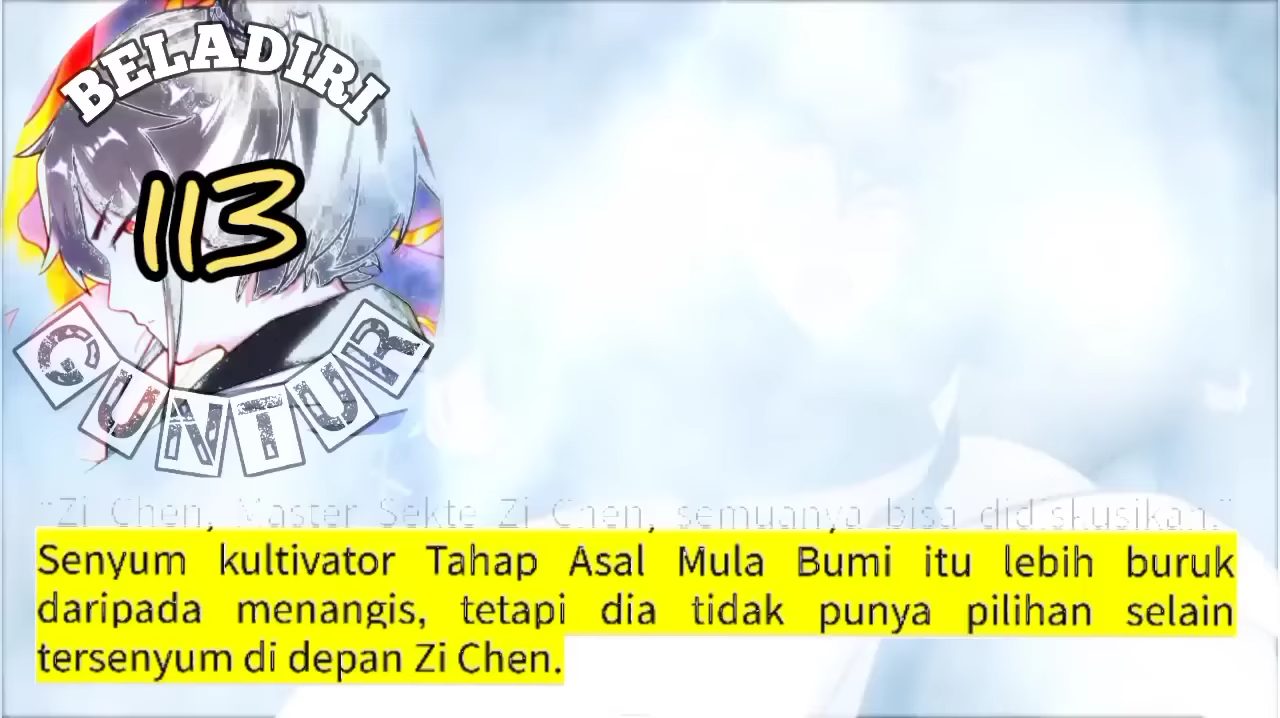 BELADIRI
113
GUNTUR
"Zi Chen, Master Sekte Zi Chen, semuanya bisa didiskusikan."
Senyum kultivator Tahap Asal Mula Bumi itu lebih buruk
daripada menangis, tetapi dia tidak punya pilihan selain
tersenyum di depan Zi Chen.